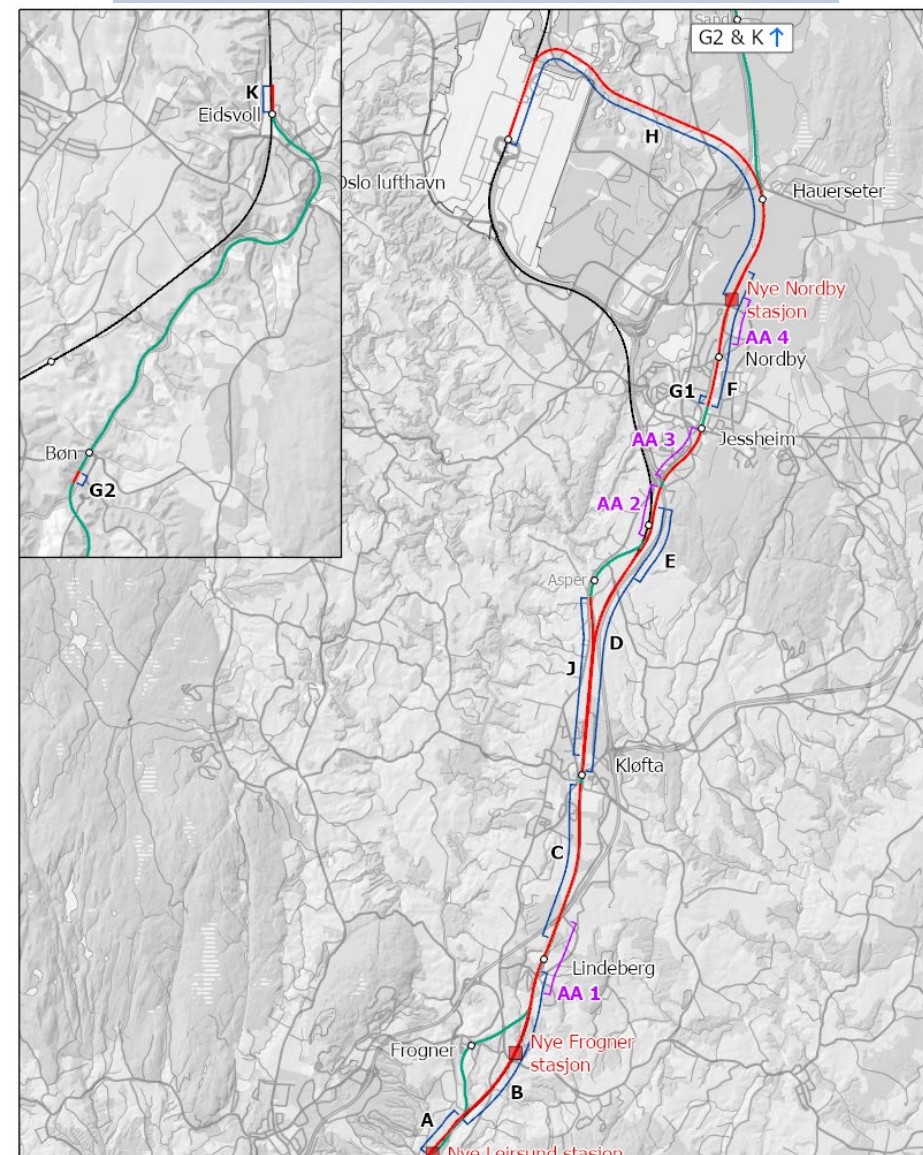 Sand
G2 & K ↑
K
Eidsvoll
Oslo lufthavn
H
Hauerseter
Nye Nordby
stasjon
AA 4
Nordby
G1
F
Jessheim
AA 3
Bøn
G2
AA 2
E
Asper
D
J
Kløfta
C
Lindeberg
AA 1
Frogner
Nye Frogner
stasjon
B
A
Nye Leirsund stasjon